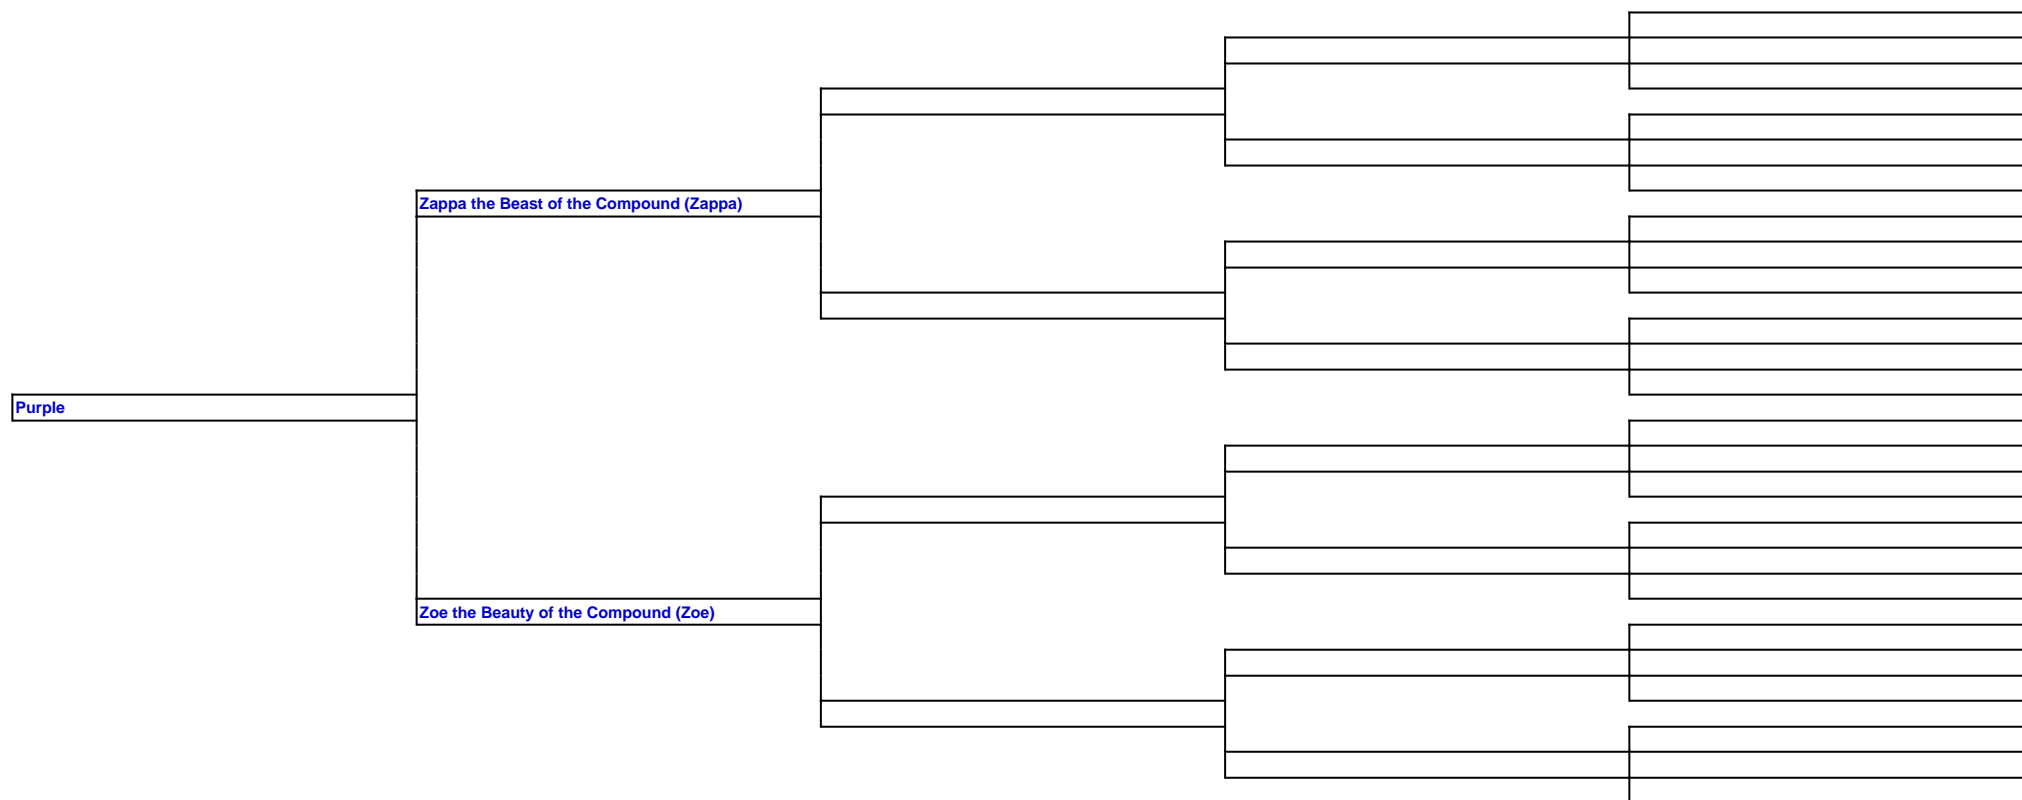 Zappa the Beast of the Compound (Zappa)
Purple
Zoe the Beauty of the Compound (Zoe)